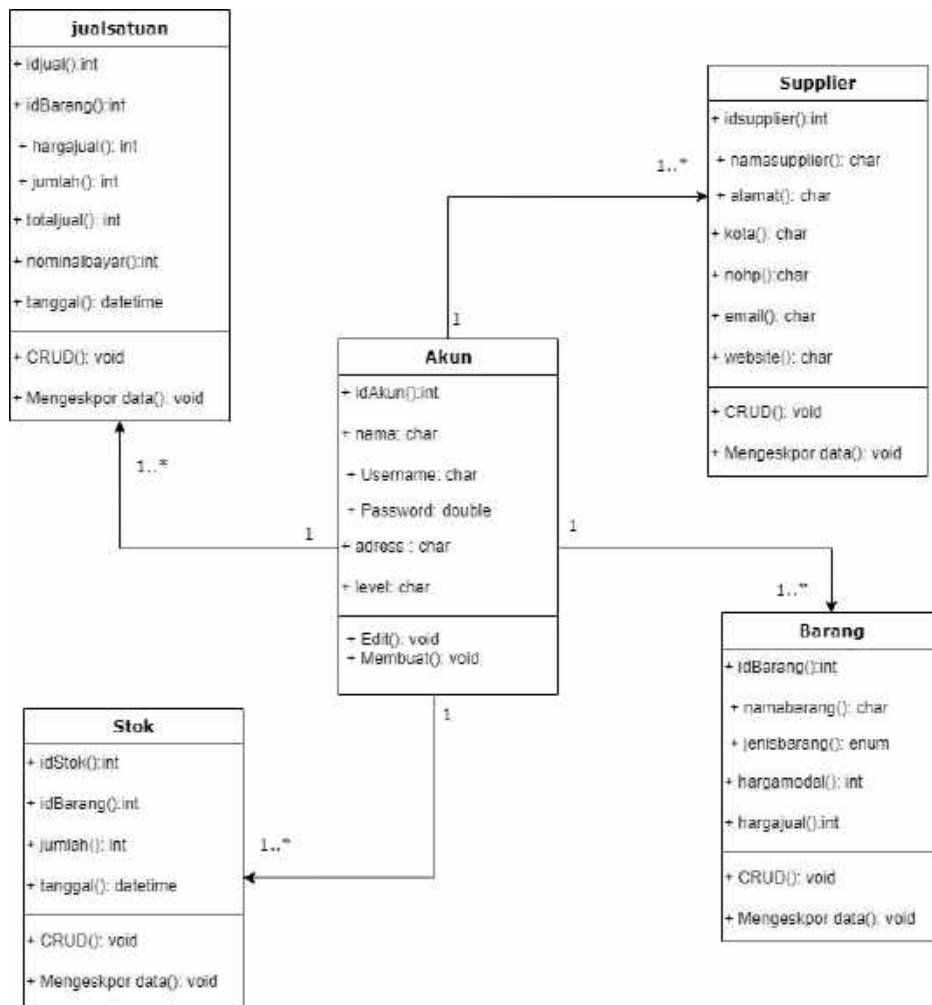 jualsatuan
+ idjual():int
+ idBarang():int
+ hargajual(): int
+ jumlah(): int
+ totaljual(): int
+ nominalbayar():int
+ tanggal(): datetime
+ CRUD(): void
+ Mengeskpor data(): void
Supplier
+ idsupplier():int
+ namasupplier(): char
+ alamat(): char
+ kota(): char
+ nohp():char
+ email(): char
+ website(): char
+ CRUD(): void
+ Mengeskpor data(): void
1..*
1
Akun
+ idAkun():int
+ nama: char
+ Username: char
+ Password: double
+ adress : char
+ level: char
+ Edit(): void
+ Membuat(): void
1..*
1
1
1..*
Barang
+ idBarang():int
+ namabarang(): char
+ jenisbarang(): enum
+ hargamodal(): int
+ hargajual():int
+ CRUD(): void
+ Mengeskpor data(): void
1
1..*
Stok
+ idStok():int
+ idBarang():int
+ jumlah(): int
+ tanggal(): datetime
+ CRUD(): void
+ Mengeskpor data(): void